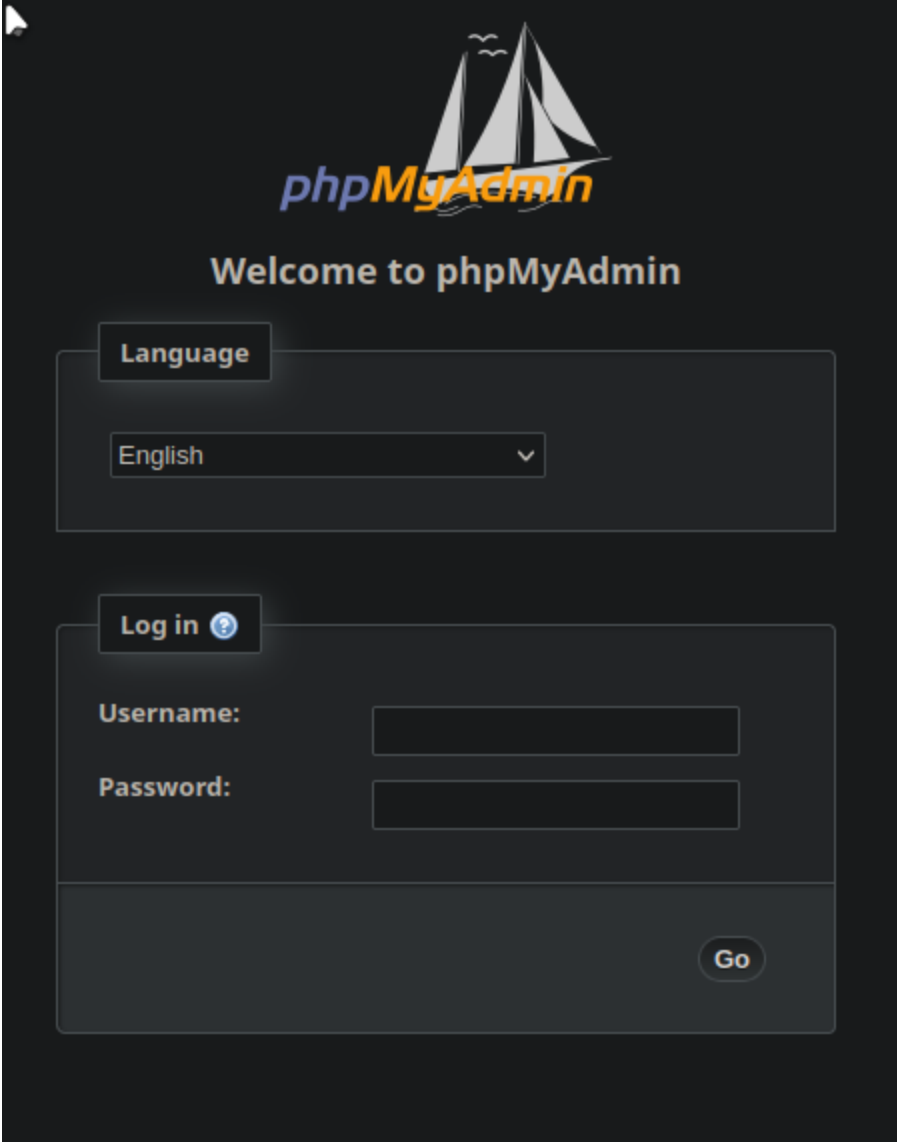 phpMyAdmin
Welcome to phpMyAdmin
Language
English
Log in
Username:
Password:
Go